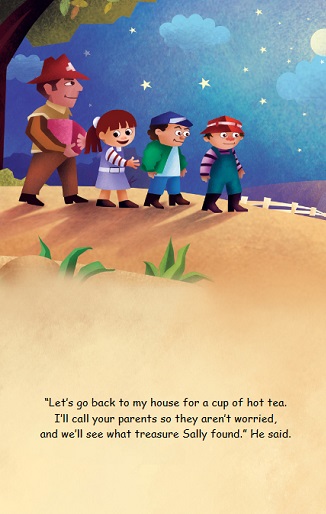 “Let’s go back to my house for a cup of hot tea.
I’ll call your parents so they aren’t worried,
and we’ll see what treasure Sally found.” He said.